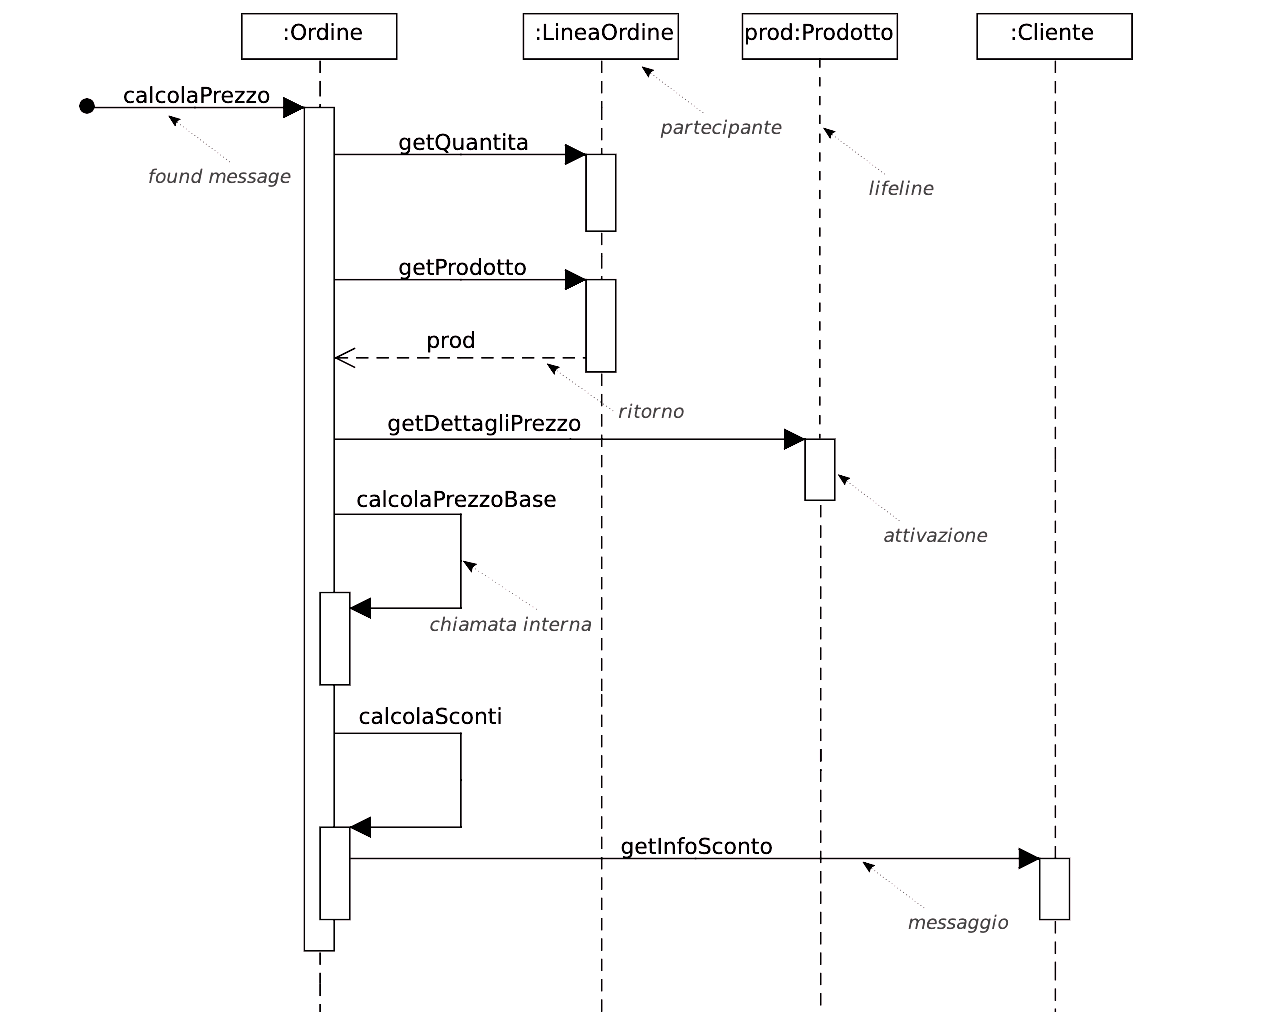 :Ordine
:LineaOrdine
prod:Prodotto
:Cliente
calcolaPrezzo
partecipante
getQuantita
found message
lifeline
getProdotto
prod
ritorno
getDettagliPrezzo
calcolaPrezzoBase
attivazione
chiamata interna
calcolaSconti
getInfoSconto
messaggio